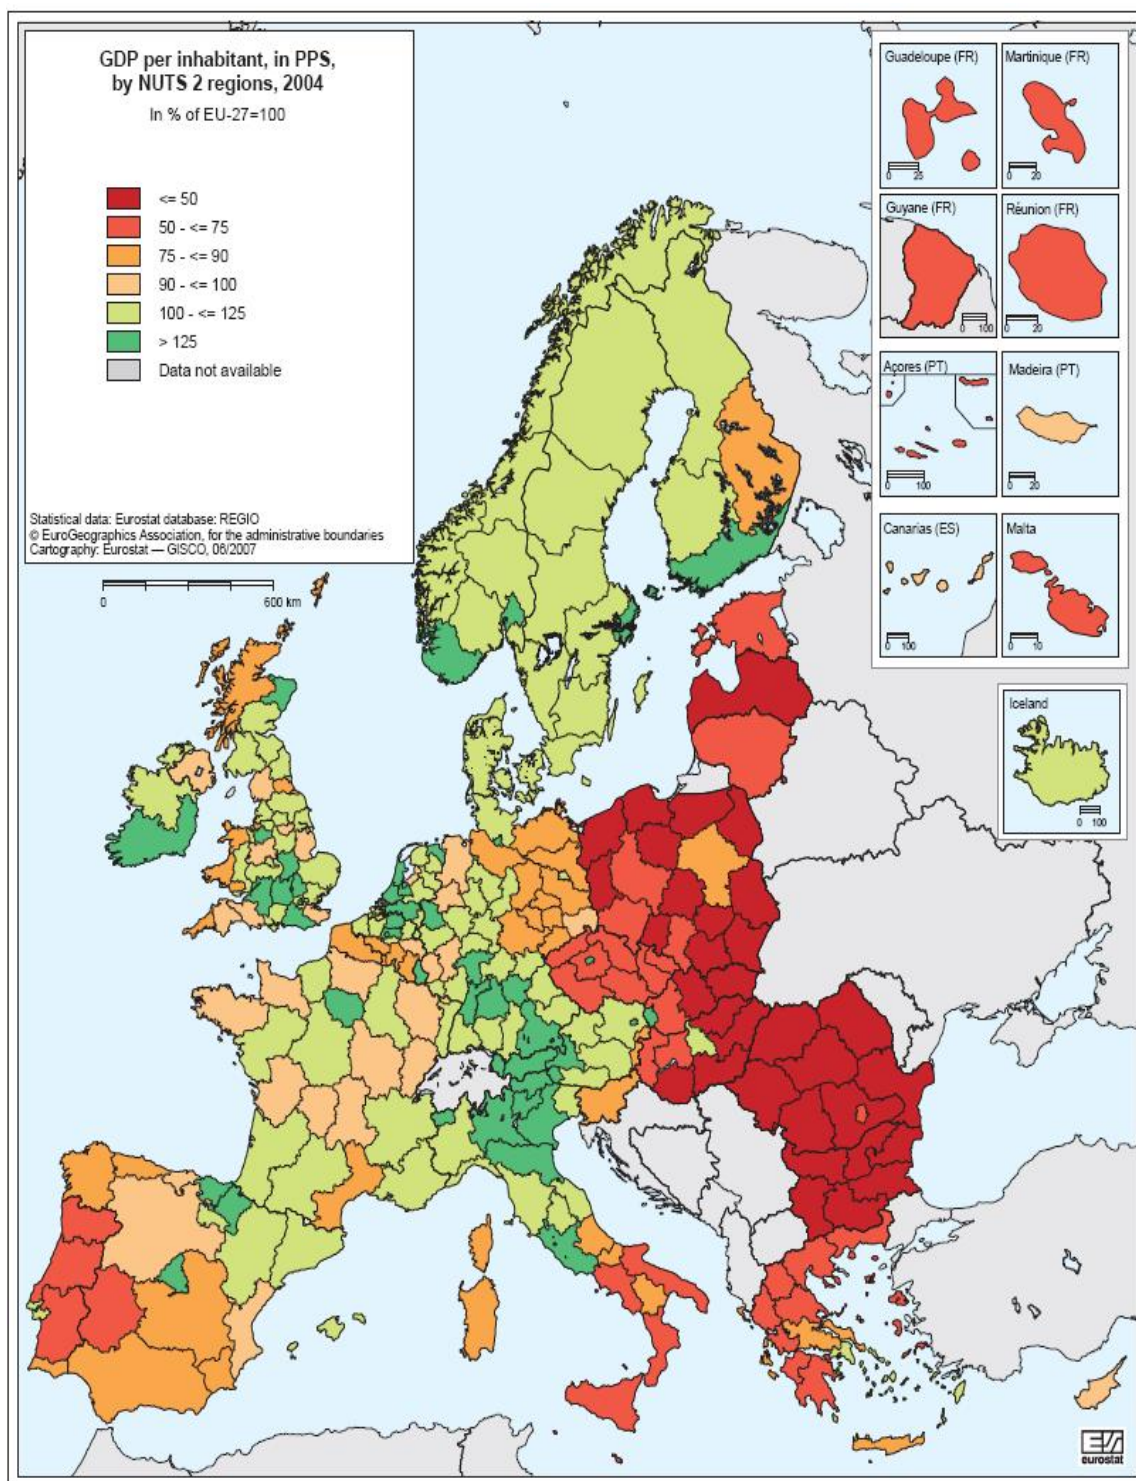 GDP per inhabitant, in PPS,
by NUTS 2 regions, 2004
In % of EU-27=100
<= 50
50 - <= 75
75 - <= 90
90 - <= 100
100 - <= 125
> 125
Data not available
Statistical data: Eurostat database: REGIO
© EuroGeographics Association, for the administrative boundaries
Cartography: Eurostat — GISCO, 06/2007
0 600 km
Guadeloupe (FR)
0 25
Martinique (FR)
0 20
Guyane (FR)
0 100
Réunion (FR)
0 20
Açores (PT)
0 100
Madeira (PT)
0 20
Canarias (ES)
0 100
Malta
0 10
Iceland
0 100
eurostat